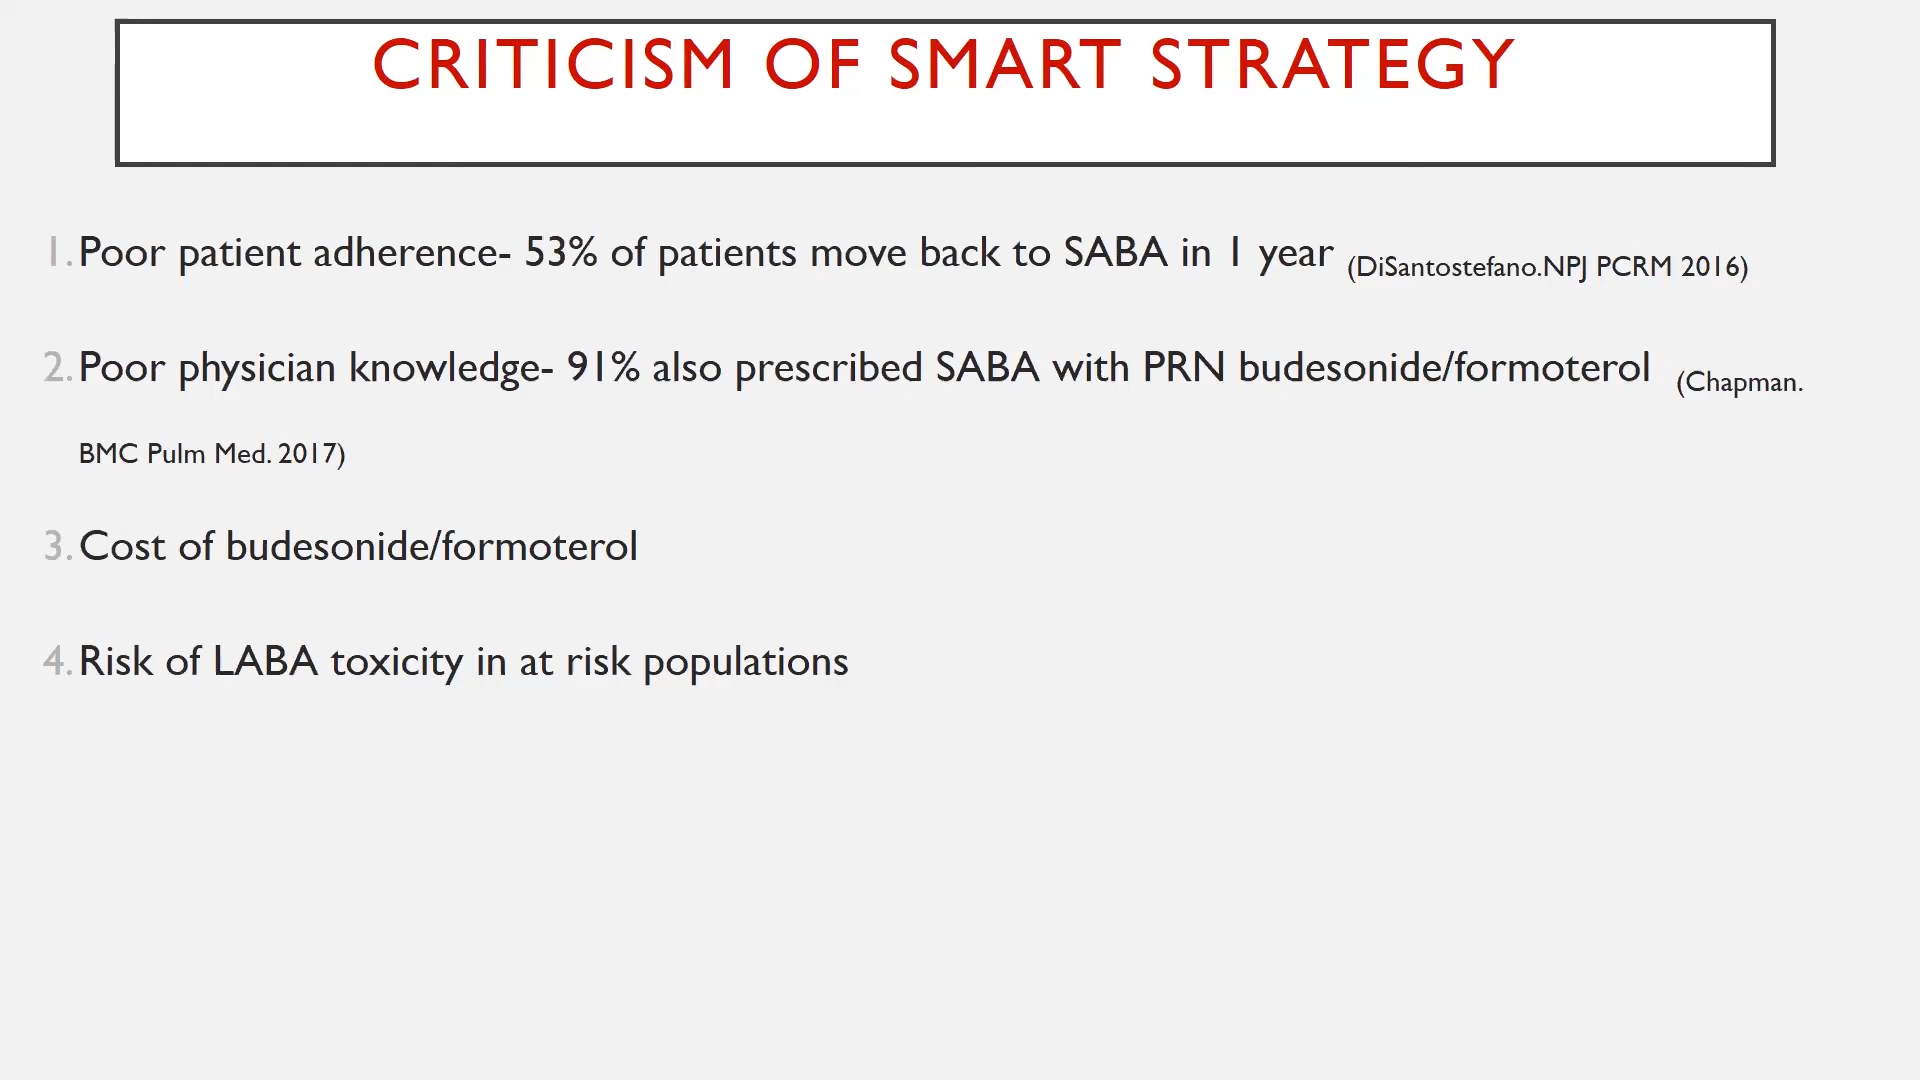 CRITICISM OF SMART STRATEGY
1. Poor patient adherence- 53% of patients move back to SABA in 1 year (DiSantostefano.NPJ PCRM 2016)
2. Poor physician knowledge- 91% also prescribed SABA with PRN budesonide/formoterol (Chapman.
BMC Pulm Med. 2017)
3. Cost of budesonide/formoterol
4. Risk of LABA toxicity in at risk populations